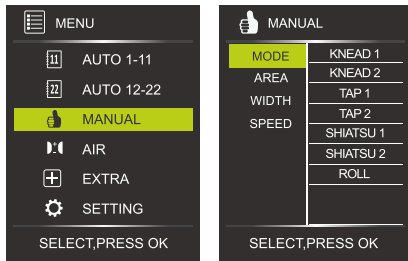 MENU
11 AUTO 1-11
22 AUTO 12-22
MANUAL
AIR
EXTRA
SETTING
SELECT,PRESS OK
MANUAL
MODE
AREA
WIDTH
SPEED
KNEAD 1
KNEAD 2
TAP 1
TAP 2
SHIATSU 1
SHIATSU 2
ROLL
SELECT,PRESS OK